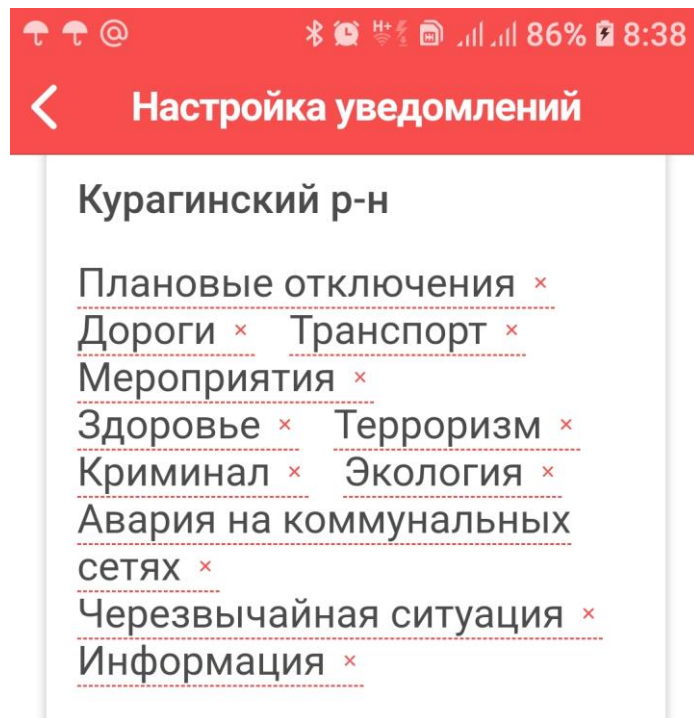 @ H+ 86% 8:38
Настройка уведомлений
Курагинский р-н
Плановые отключения ×
Дороги × Транспорт ×
Мероприятия ×
Здоровье × Терроризм ×
Криминал × Экология ×
Авария на коммунальных
сетях ×
Черезвычайная ситуация ×
Информация ×